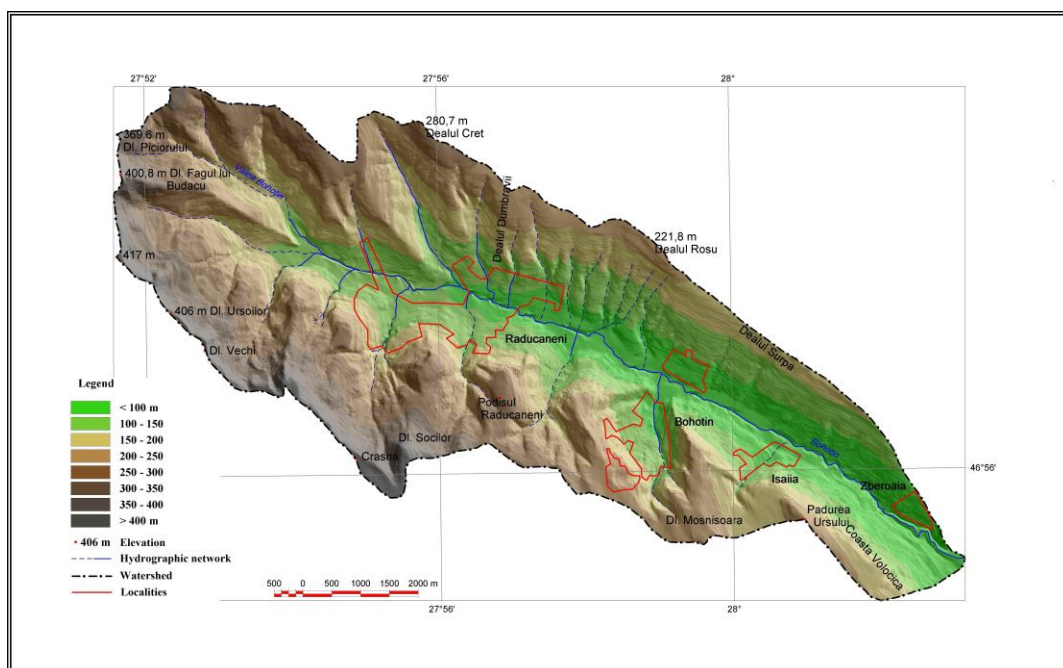 27°52'
27°56'
28°
369,6 m
Dl. Piciorului
400,8 m Dl. Fagul lui
Budacu
Valea Bohotin
280,7 m
Dealul Cret
Dealul Dumbravii
221,8 m
Dealul Rosu
417 m
406 m Dl. Ursoilor
Dl. Vechi
Raducaneni
Dealul Surpa
Podisul
Raducaneni
Dl. Socilor
Crasna
Bohotin
Bohotin
Isaiia
Zberoaia
46°56'
Dl. Mosnisoara
Padurea
Ursului
Coasta Volocica
Legend
< 100 m
100 - 150
150 - 200
200 - 250
250 - 300
300 - 350
350 - 400
> 400 m
406 m Elevation
Hydrographic network
Watershed
Localities
500 0 500 1000 1500 2000 m
27°56'
28°